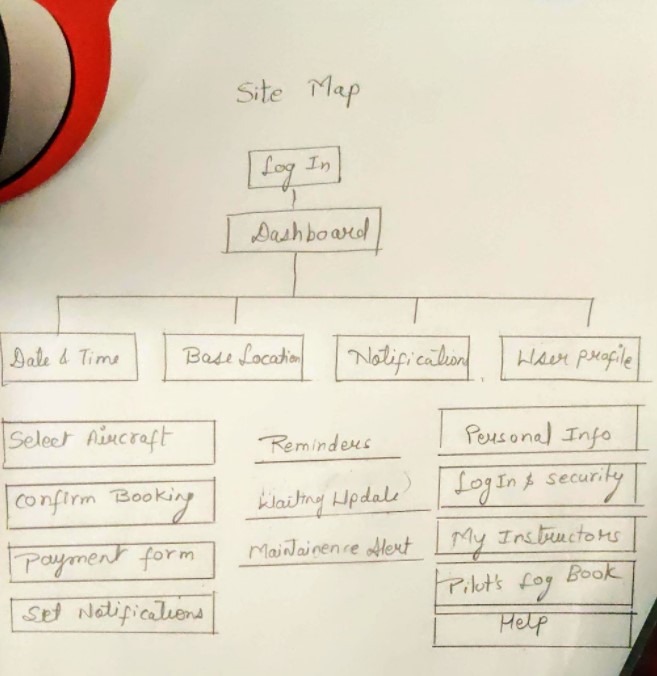 Site Map
Log In
Dashboard
Date & Time
Base Location
Notification
User profile
Select Aircraft
Confirm Booking
Payment form
Set Notifications
Reminders
Waiting Update
Maintainence Alert
Personal Info
Log In & security
My Instructors
Pilot's Log Book
Help